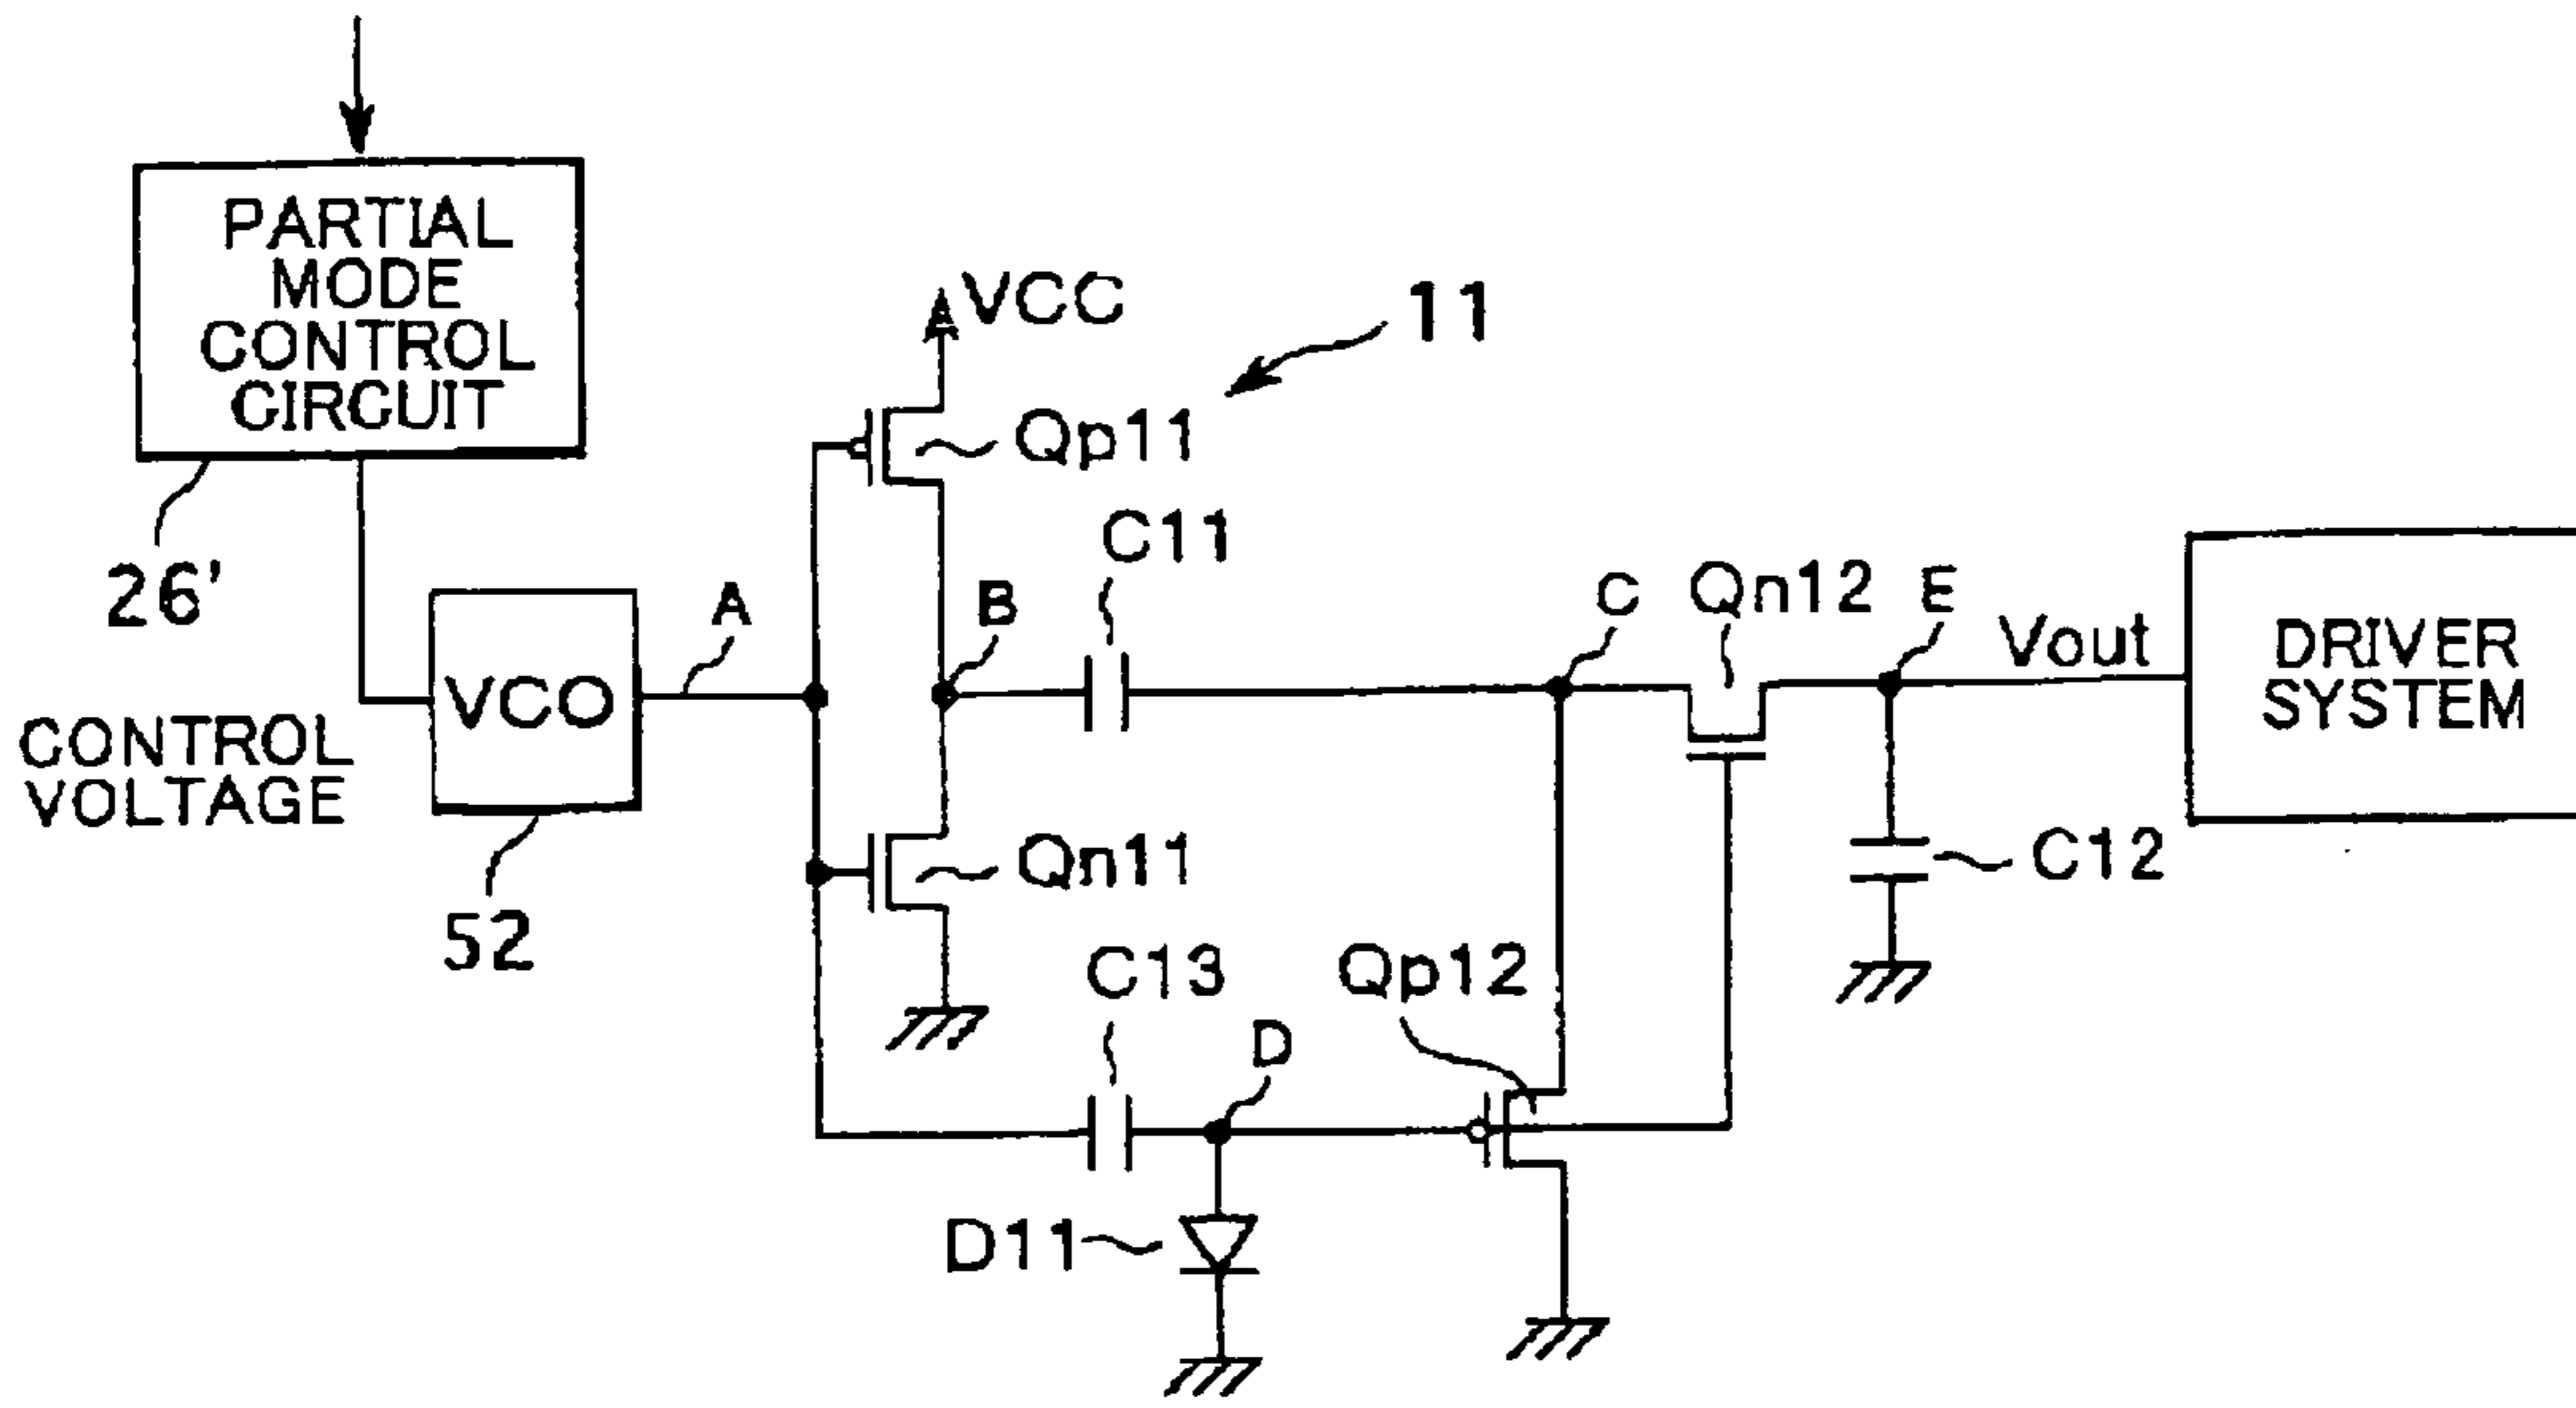 PARTIAL
MODE
CONTROL
CIRCUIT
26'
CONTROL
VOLTAGE
VCO
52
A
VCC
11
Qp11
B
C11
Qn11
C13
D
D11
Qp12
C
Qn12
E
Vout
C12
DRIVER
SYSTEM